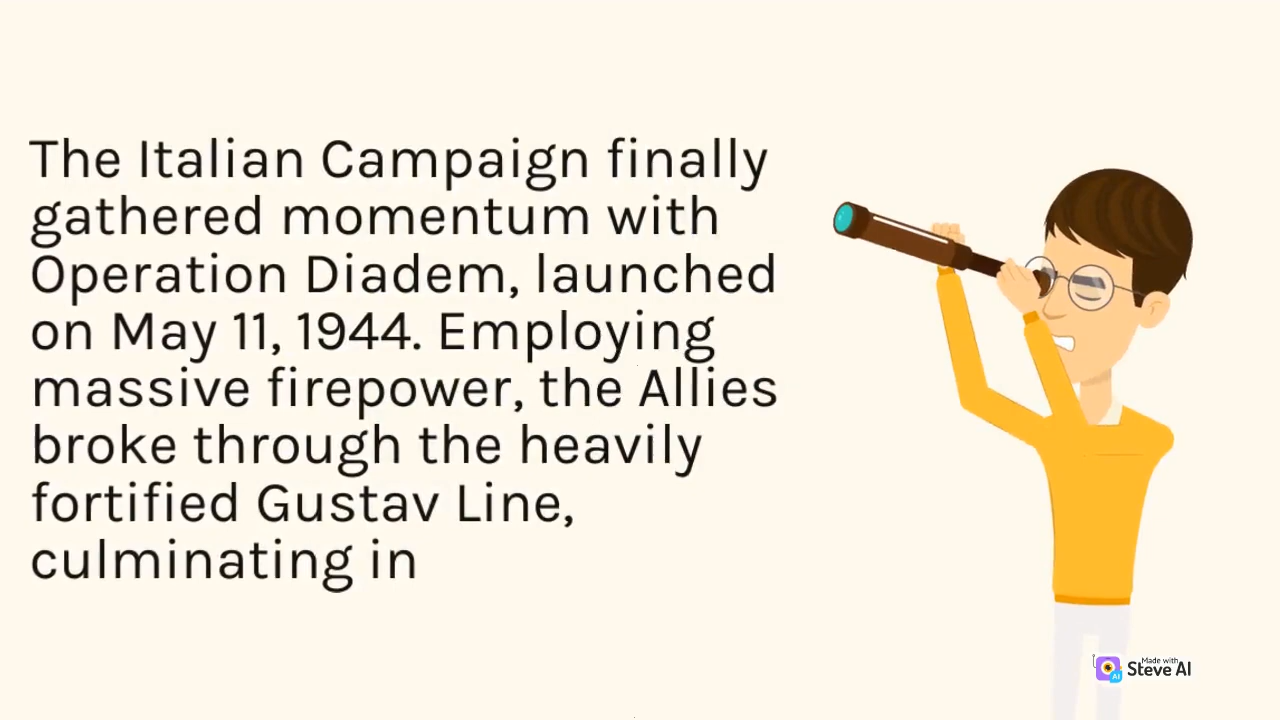 The Italian Campaign finally
gathered momentum with
Operation Diadem, launched
on May 11, 1944. Employing
massive firepower, the Allies
broke through the heavily
fortified Gustav Line,
culminating in
Made with
Steve AI
AI